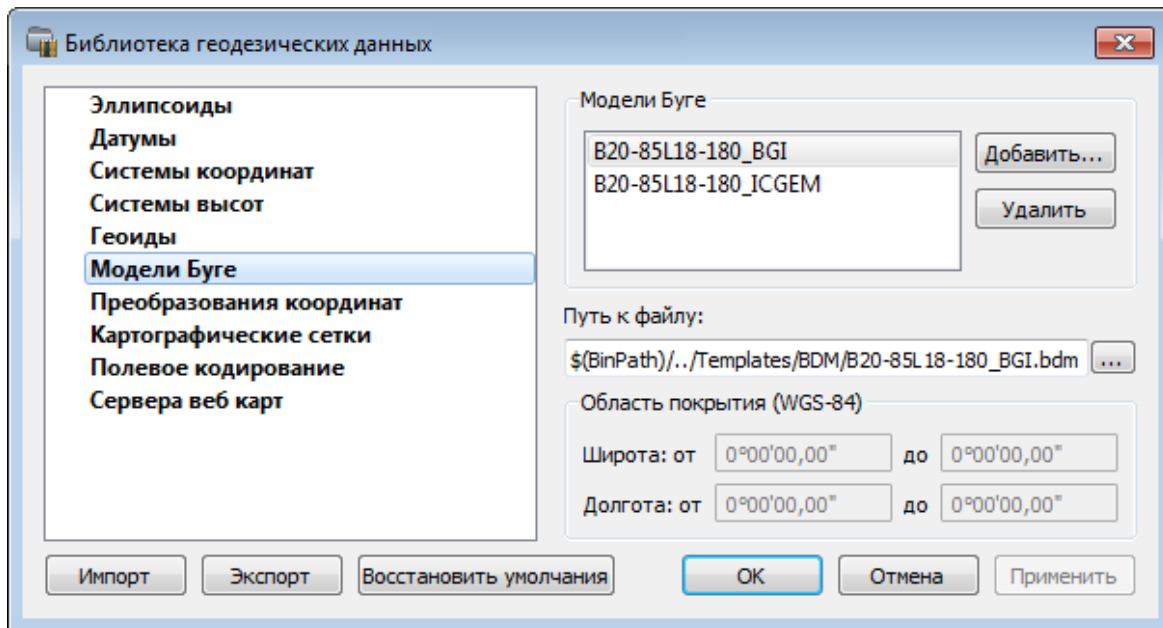 Библиотека геодезических данных
Эллипсоиды
Датумы
Системы координат
Системы высот
Геоиды
Модели Буге
Преобразования координат
Картографические сетки
Полевое кодирование
Сервера веб карт
Модели Буге
B20-85L18-180_BGI
B20-85L18-180_ICGEM
Добавить...
Удалить
Путь к файлу:
$(BinPath)/../Templates/BDM/B20-85L18-180_BGI.bdm ...
Область покрытия (WGS-84)
Широта: от 0°00'00,00" до 0°00'00,00"
Долгота: от 0°00'00,00" до 0°00'00,00"
Импорт Экспорт Восстановить умолчания OK Отмена Применить